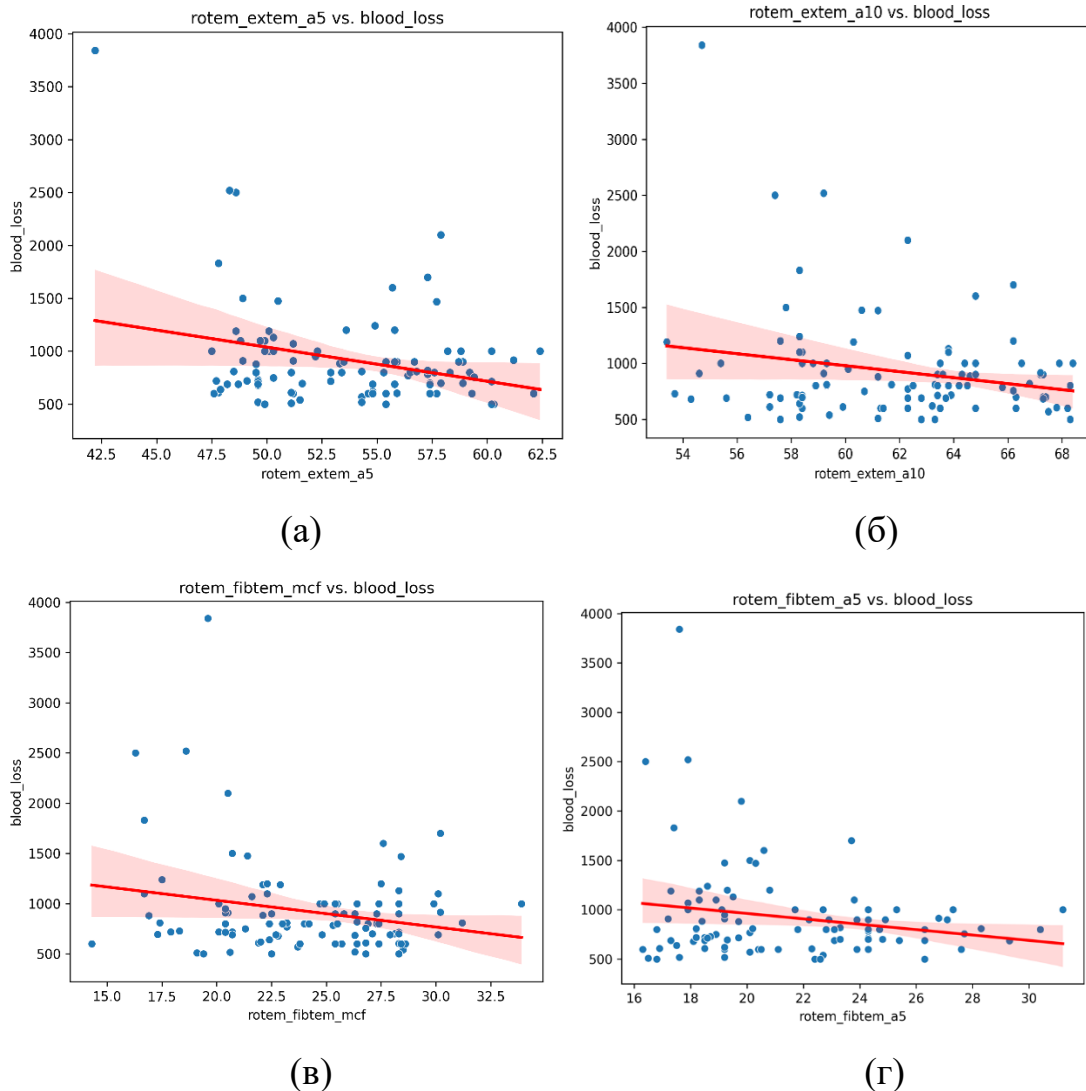 rotem_extem_a5 vs. blood_loss
4000
3500
3000
2500
2000
1500
1000
500
blood_loss
42.5 45.0 47.5 50.0 52.5 55.0 57.5 60.0 62.5
rotem_extem_a5
(а)
rotem_extem_a10 vs. blood_loss
4000
3500
3000
2500
2000
1500
1000
500
blood_loss
54 56 58 60 62 64 66 68
rotem_extem_a10
(б)
rotem_fibtem_mcf vs. blood_loss
4000
3500
3000
2500
2000
1500
1000
500
blood_loss
15.0 17.5 20.0 22.5 25.0 27.5 30.0 32.5
rotem_fibtem_mcf
(в)
rotem_fibtem_a5 vs. blood_loss
4000
3500
3000
2500
2000
1500
1000
500
blood_loss
16 18 20 22 24 26 28 30
rotem_fibtem_a5
(г)